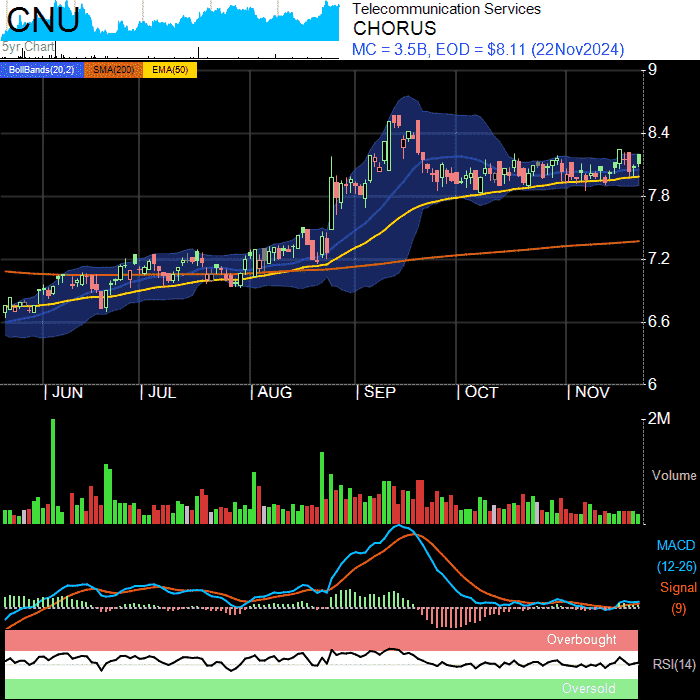 CNU
5yr Chart
Telecommunication Services
CHORUS
MC = 3.5B, EOD = $8.11 (22Nov2024)
BollBands(20,2) SMA(200) EMA(50)
9
8.4
7.8
7.2
6.6
6
JUN JUL AUG SEP OCT NOV
2M
Volume
MACD
(12-26)
Signal
(9)
Overbought
RSI(14)
Oversold